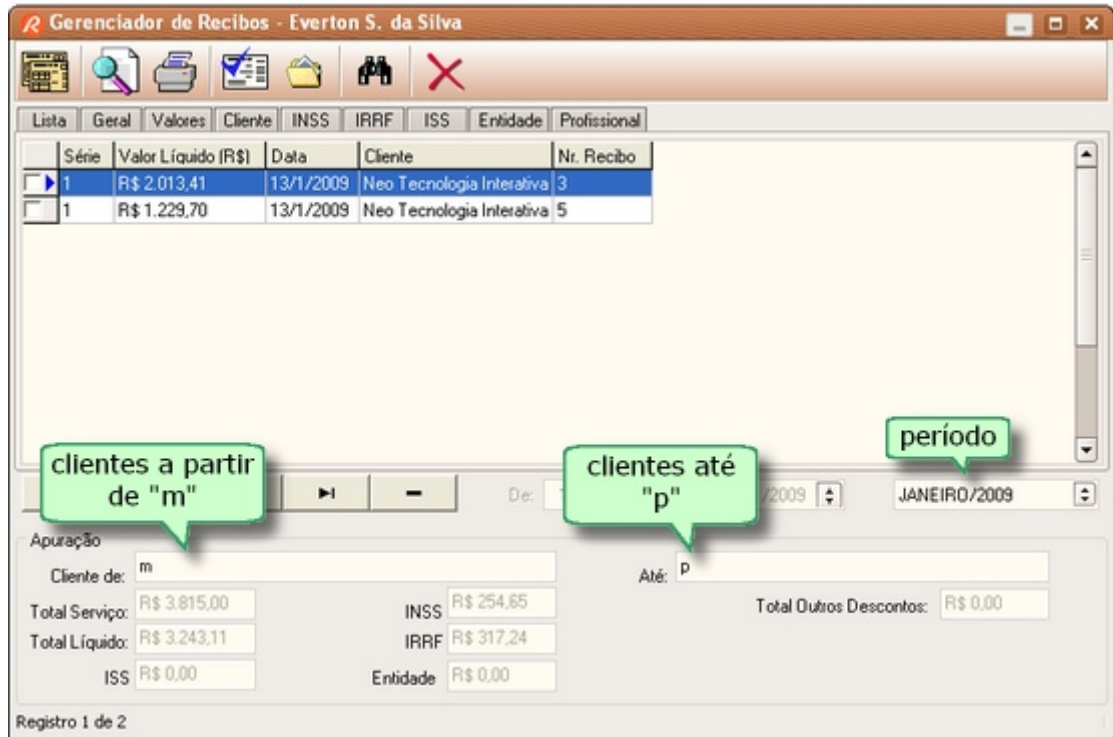 Gerenciador de Recibos - Everton S. da Silva
Lista Geral Valores Cliente INSS IRRF ISS Entidade Profissional
Série Valor Líquido (R$) Data Cliente Nr. Recibo
1 R$ 2.013,41 13/1/2009 Neo Tecnologia Interativa 3
1 R$ 1.229,70 13/1/2009 Neo Tecnologia Interativa 5
clientes a partir
de "m"
clientes até
"p"
período
De: /2009 JANEIRO/2009
Apuração
Cliente de: m Até: p
Total Serviço: R$ 3.815,00 INSS R$ 254,65 Total Outros Descontos: R$ 0,00
Total Líquido: R$ 3.243,11 IRRF R$ 317,24
ISS R$ 0,00 Entidade R$ 0,00
Registro 1 de 2